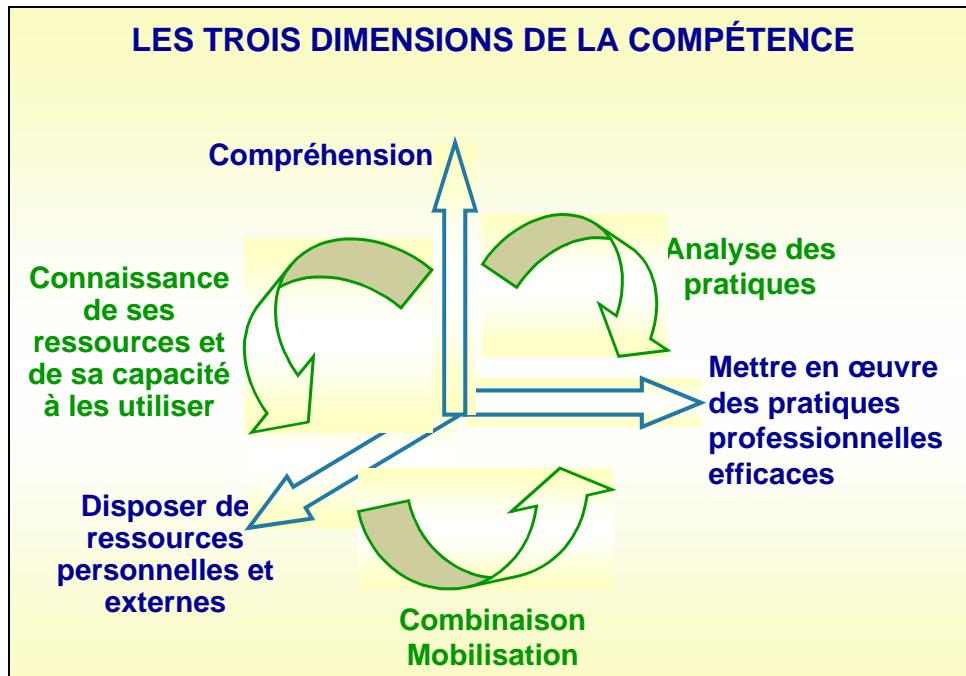 LES TROIS DIMENSIONS DE LA COMPÉTENCE
Compréhension
Analyse des
pratiques
Connaissance
de ses
ressources et
de sa capacité
à les utiliser
Mettre en œuvre
des pratiques
professionnelles
efficaces
Disposer de
ressources
personnelles et
externes
Combinaison
Mobilisation